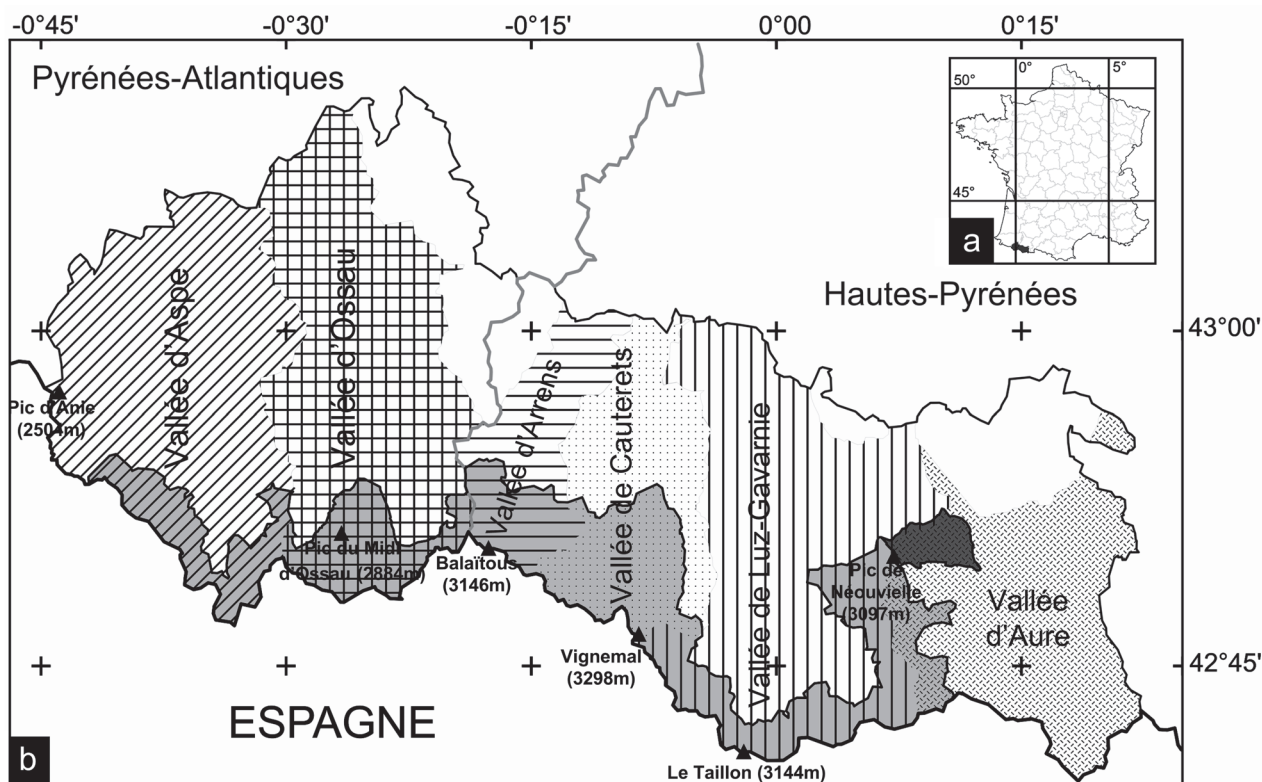 -0°45'
-0°30'
-0°15'
0°00'
0°15'
Pyrénées-Atlantiques
50°
0°
5°
45°
a
Hautes-Pyrénées
43°00'
Vallée d'Aspe
Vallée d'Ossau
Vallée d'Arrens
Vallée de Cauterets
Vallée de Luz-Gavarnie
Pic d'Anie
(2504m)
Pic du Midi
d'Ossau (2884m)
Balaïtous
(3146m)
Pic de
Néouvielle
(3097m)
Vallée
d'Aure
Vignemal
(3298m)
42°45'
ESPAGNE
b
Le Taillon (3144m)